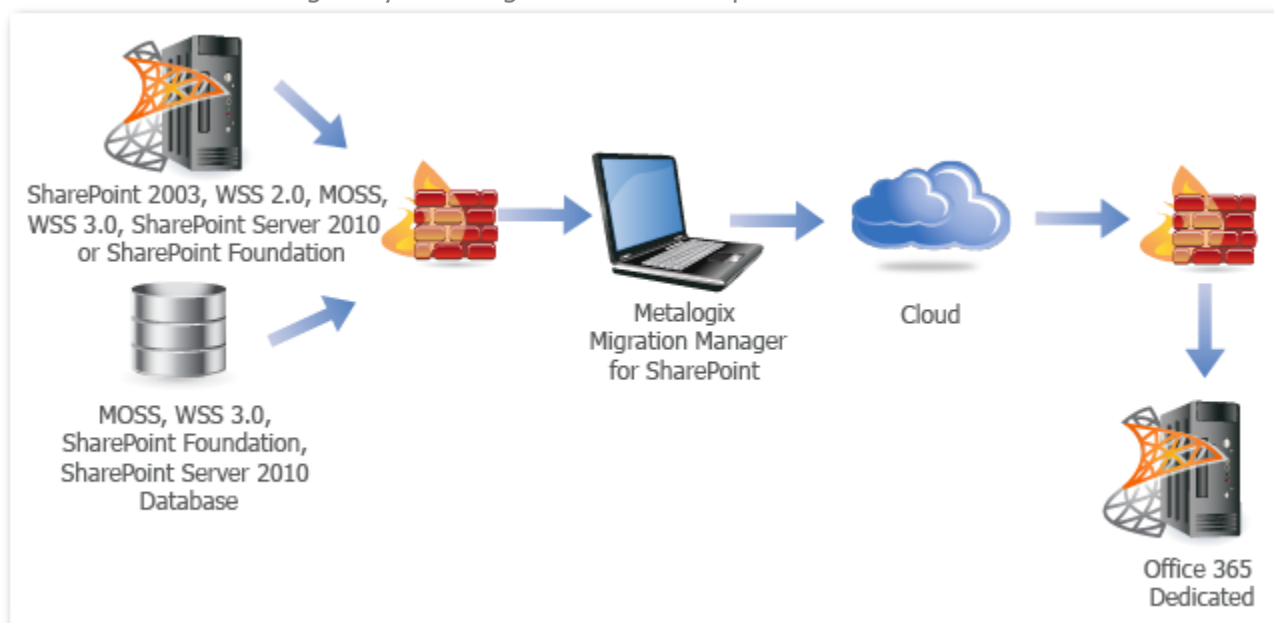 SharePoint 2003, WSS 2.0, MOSS,
WSS 3.0, SharePoint Server 2010
or SharePoint Foundation
Metalogix
Migration Manager
for SharePoint
Cloud
MOSS, WSS 3.0,
SharePoint Foundation,
SharePoint Server 2010
Database
Office 365
Dedicated